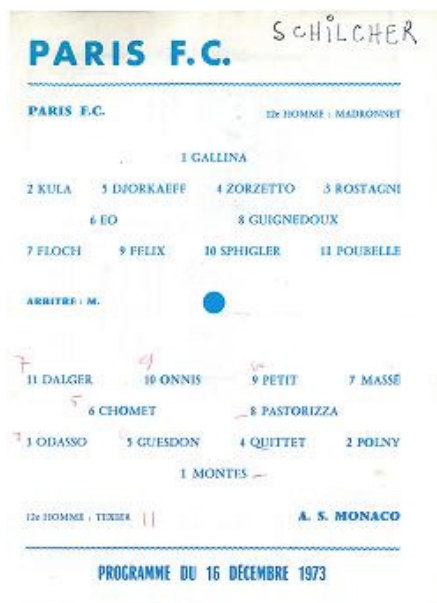 SCHiLCHER
PARIS F.C.
PARIS F.C. 12e HOMME : MADRONNET
1 GALLINA
2 KULA 5 DJORKAEFF 4 ZORZETTO 3 ROSTAGNI
6 EO 8 GUIGNEDOUX
7 FLOCH 9 FELIX 10 SPHIGLER 11 POUBELLE
ARBITRE : M.
7 9
11 DALGER 10 ONNIS 9 PETIT 7 MASSÉ
5 6 CHOMET 8 PASTORIZZA
3 ODASSO 5 GUESDON 4 QUITTET 2 POLNY
1 MONTES
12e HOMME : TEXIER 11 A. S. MONACO
PROGRAMME DU 16 DÉCEMBRE 1973